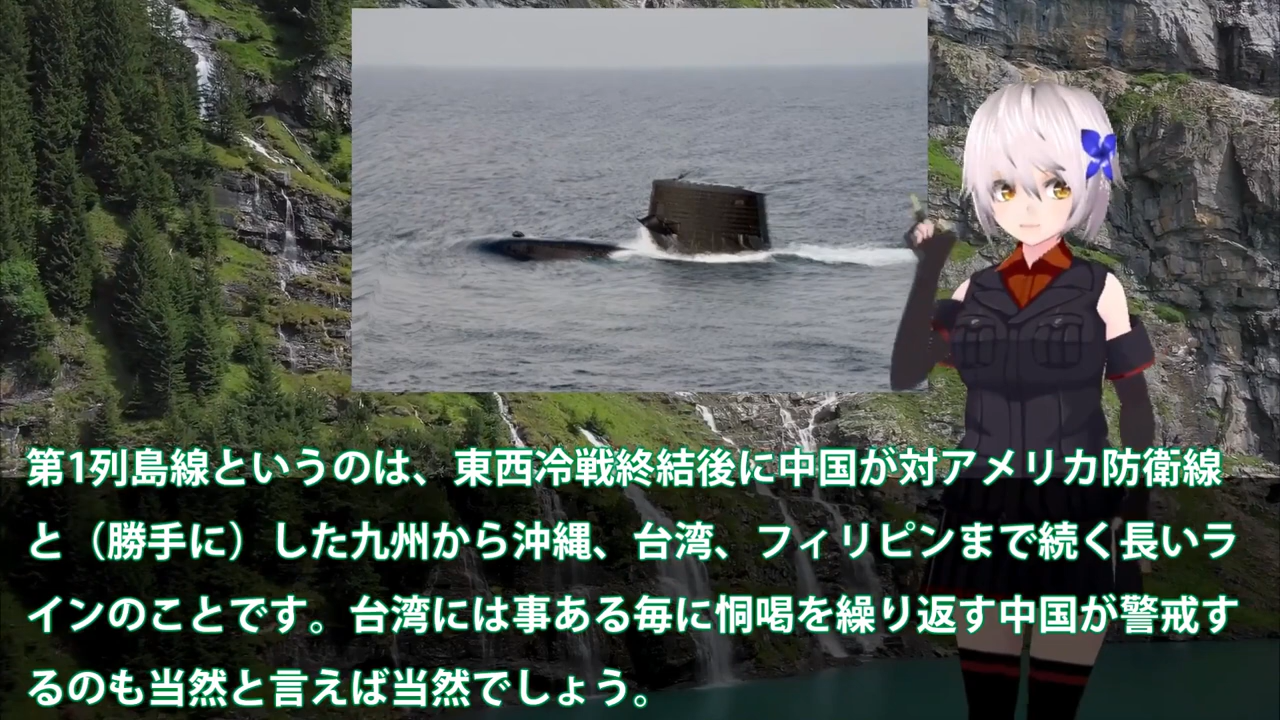 第1列島線というのは、東西冷戦終結後に中国が対アメリカ防衛線
と（勝手に）した九州から沖縄、台湾、フィリピンまで続く長いラ
インのことです。台湾には事ある毎に恫喝を繰り返す中国が警戒す
るのも当然と言えば当然でしょう。